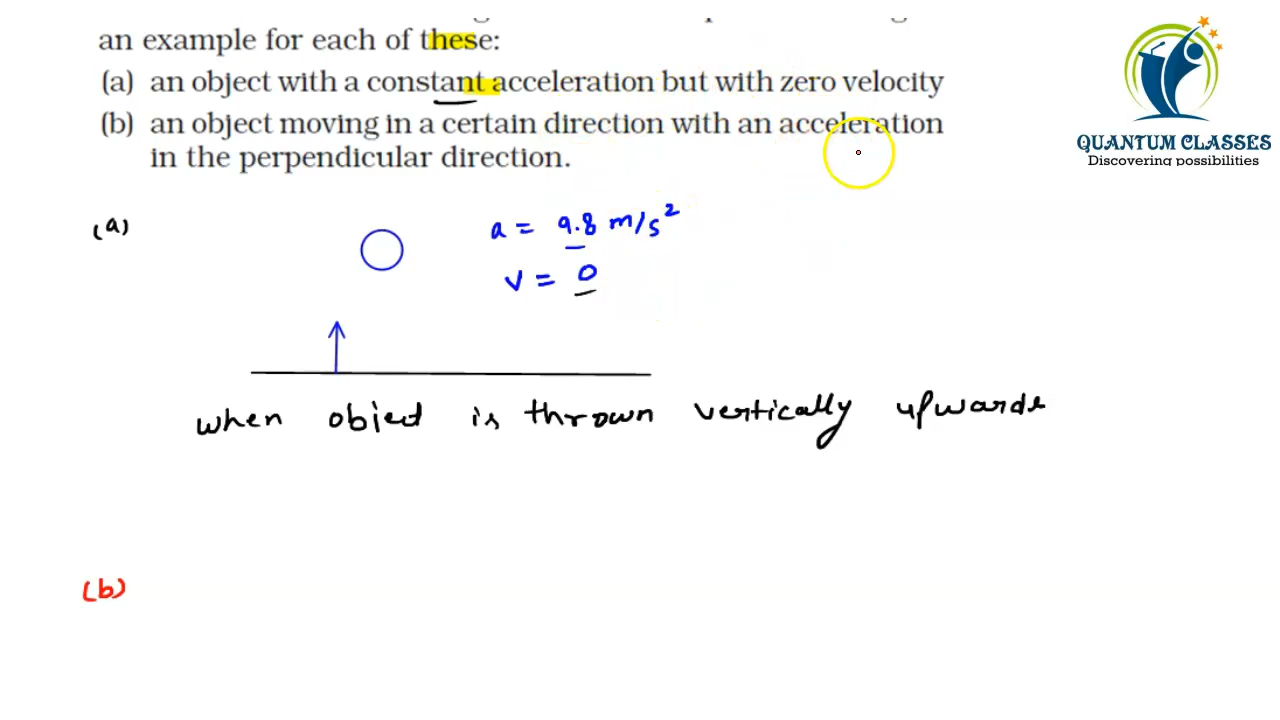 an example for each of these:
(a) an object with a constant acceleration but with zero velocity
(b) an object moving in a certain direction with an acceleration
in the perpendicular direction.
QUANTUM CLASSES
Discovering possibilities
(a)
a = 9.8 m/s²
v = 0
when object is thrown vertically upwards
(b)